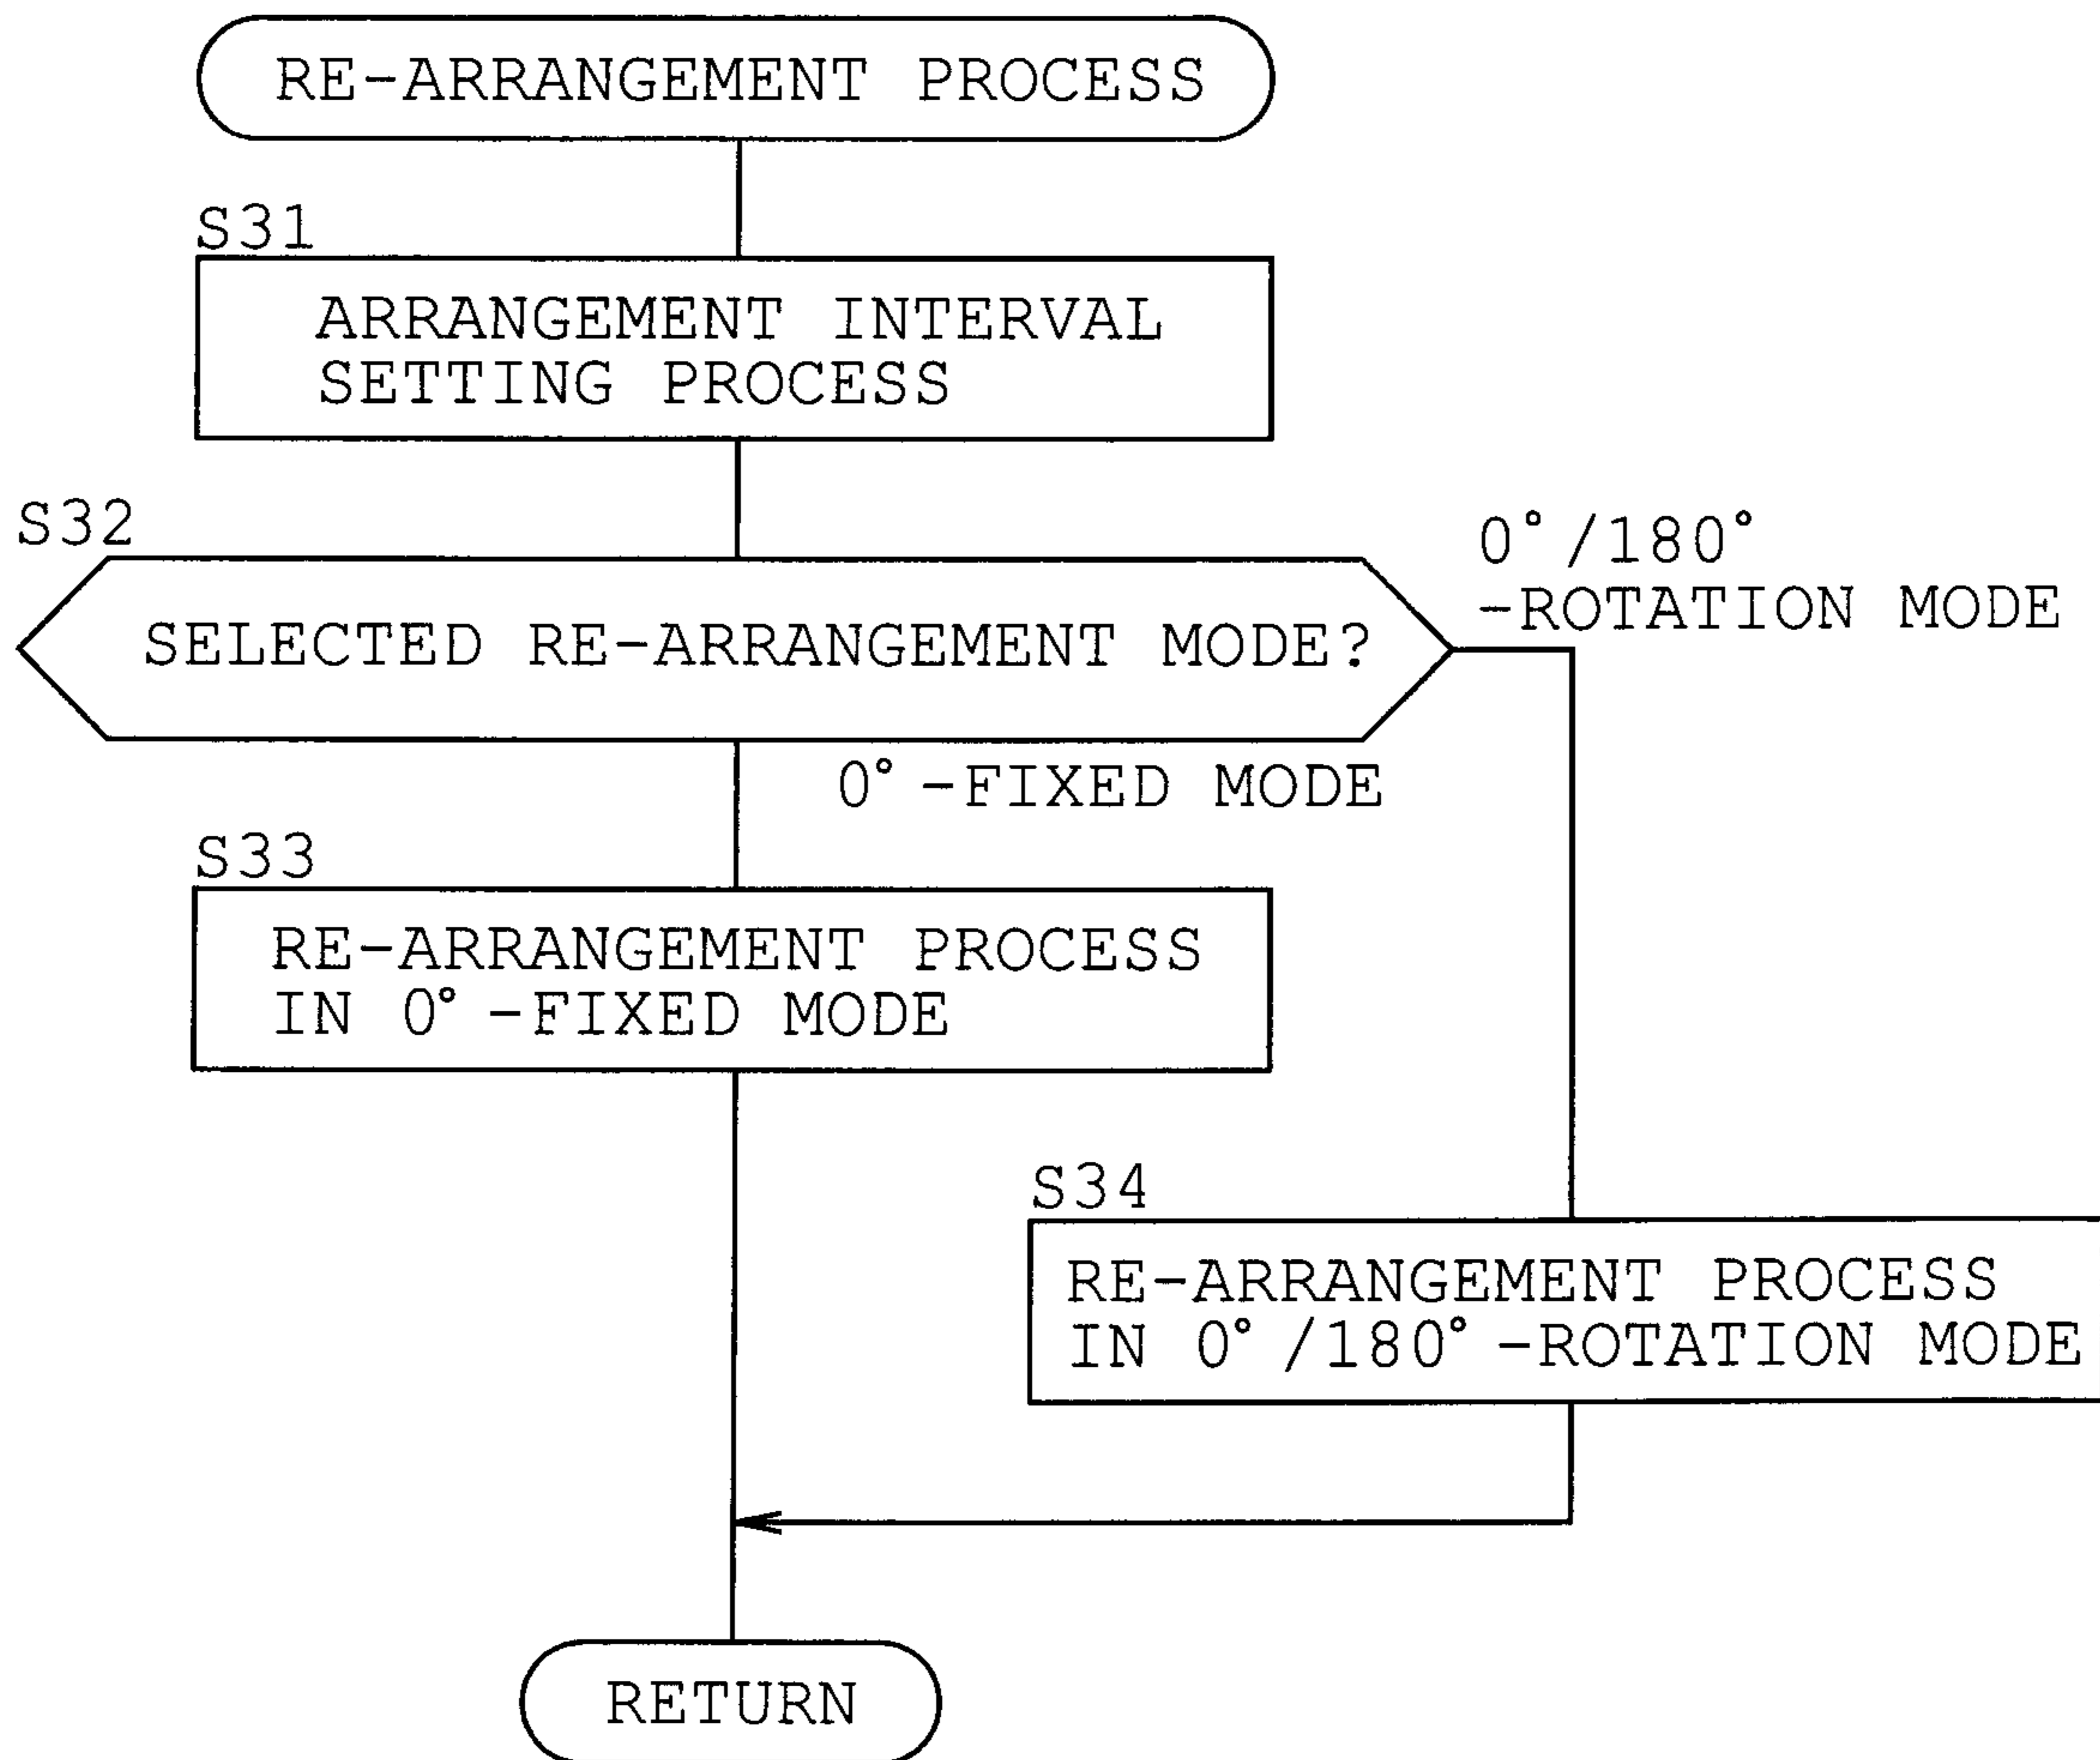 RE-ARRANGEMENT PROCESS
S31
ARRANGEMENT INTERVAL
SETTING PROCESS
S32
SELECTED RE-ARRANGEMENT MODE?
0°/180°
-ROTATION MODE
0°-FIXED MODE
S33
RE-ARRANGEMENT PROCESS
IN 0°-FIXED MODE
S34
RE-ARRANGEMENT PROCESS
IN 0°/180°-ROTATION MODE
RETURN